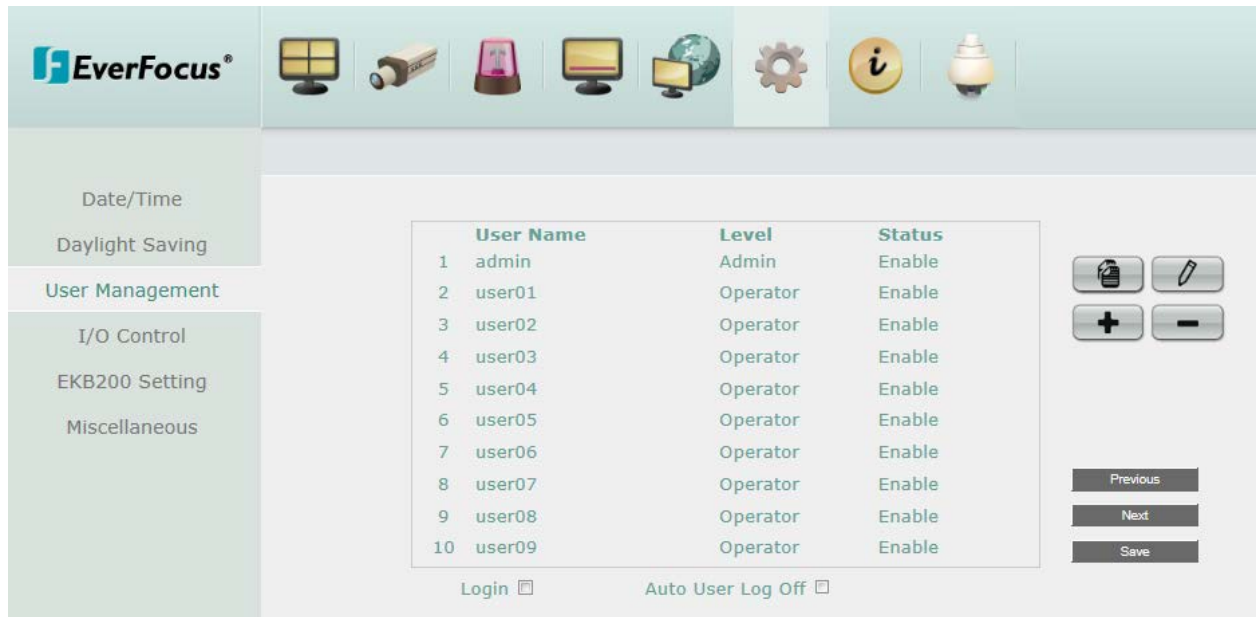 EverFocus®
Date/Time
Daylight Saving
User Management
I/O Control
EKB200 Setting
Miscellaneous
User Name Level Status
1 admin Admin Enable
2 user01 Operator Enable
3 user02 Operator Enable
4 user03 Operator Enable
5 user04 Operator Enable
6 user05 Operator Enable
7 user06 Operator Enable
8 user07 Operator Enable
9 user08 Operator Enable
10 user09 Operator Enable
Login
Auto User Log Off
Previous
Next
Save